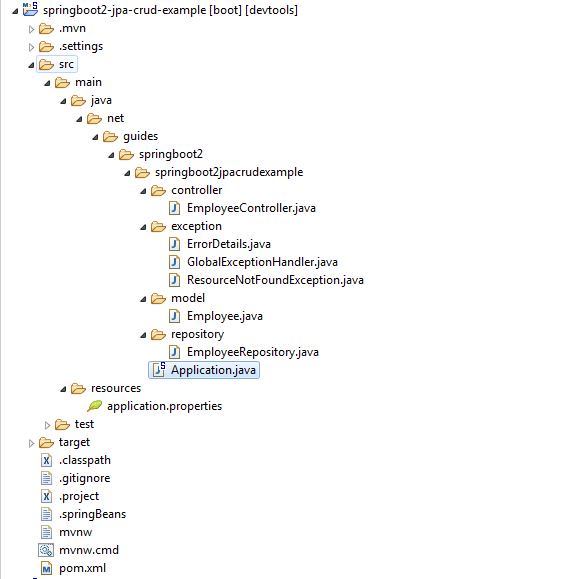 springboot2-jpa-crud-example [boot] [devtools]
.mvn
.settings
src
main
java
net
guides
springboot2
springboot2jpacrudexample
controller
EmployeeController.java
exception
ErrorDetails.java
GlobalExceptionHandler.java
ResourceNotFoundException.java
model
Employee.java
repository
EmployeeRepository.java
Application.java
resources
application.properties
test
target
.classpath
.gitignore
.project
.springBeans
mvnw
mvnw.cmd
pom.xml